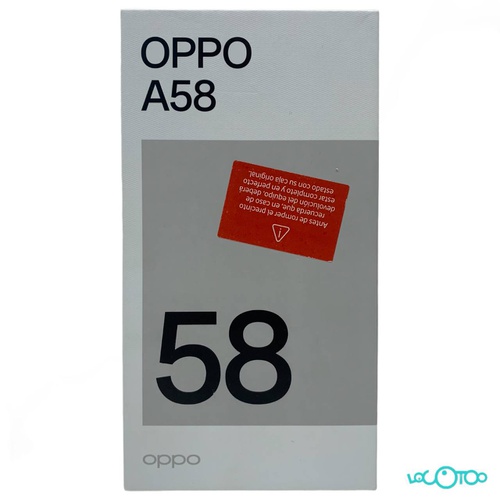 OPPO
A58
Antes de romper el precinto
recuerda que, en caso de
devolución del equipo, deberá
estar completo y en perfecto
estado con su caja original.
58
oppo
LOCOTOO